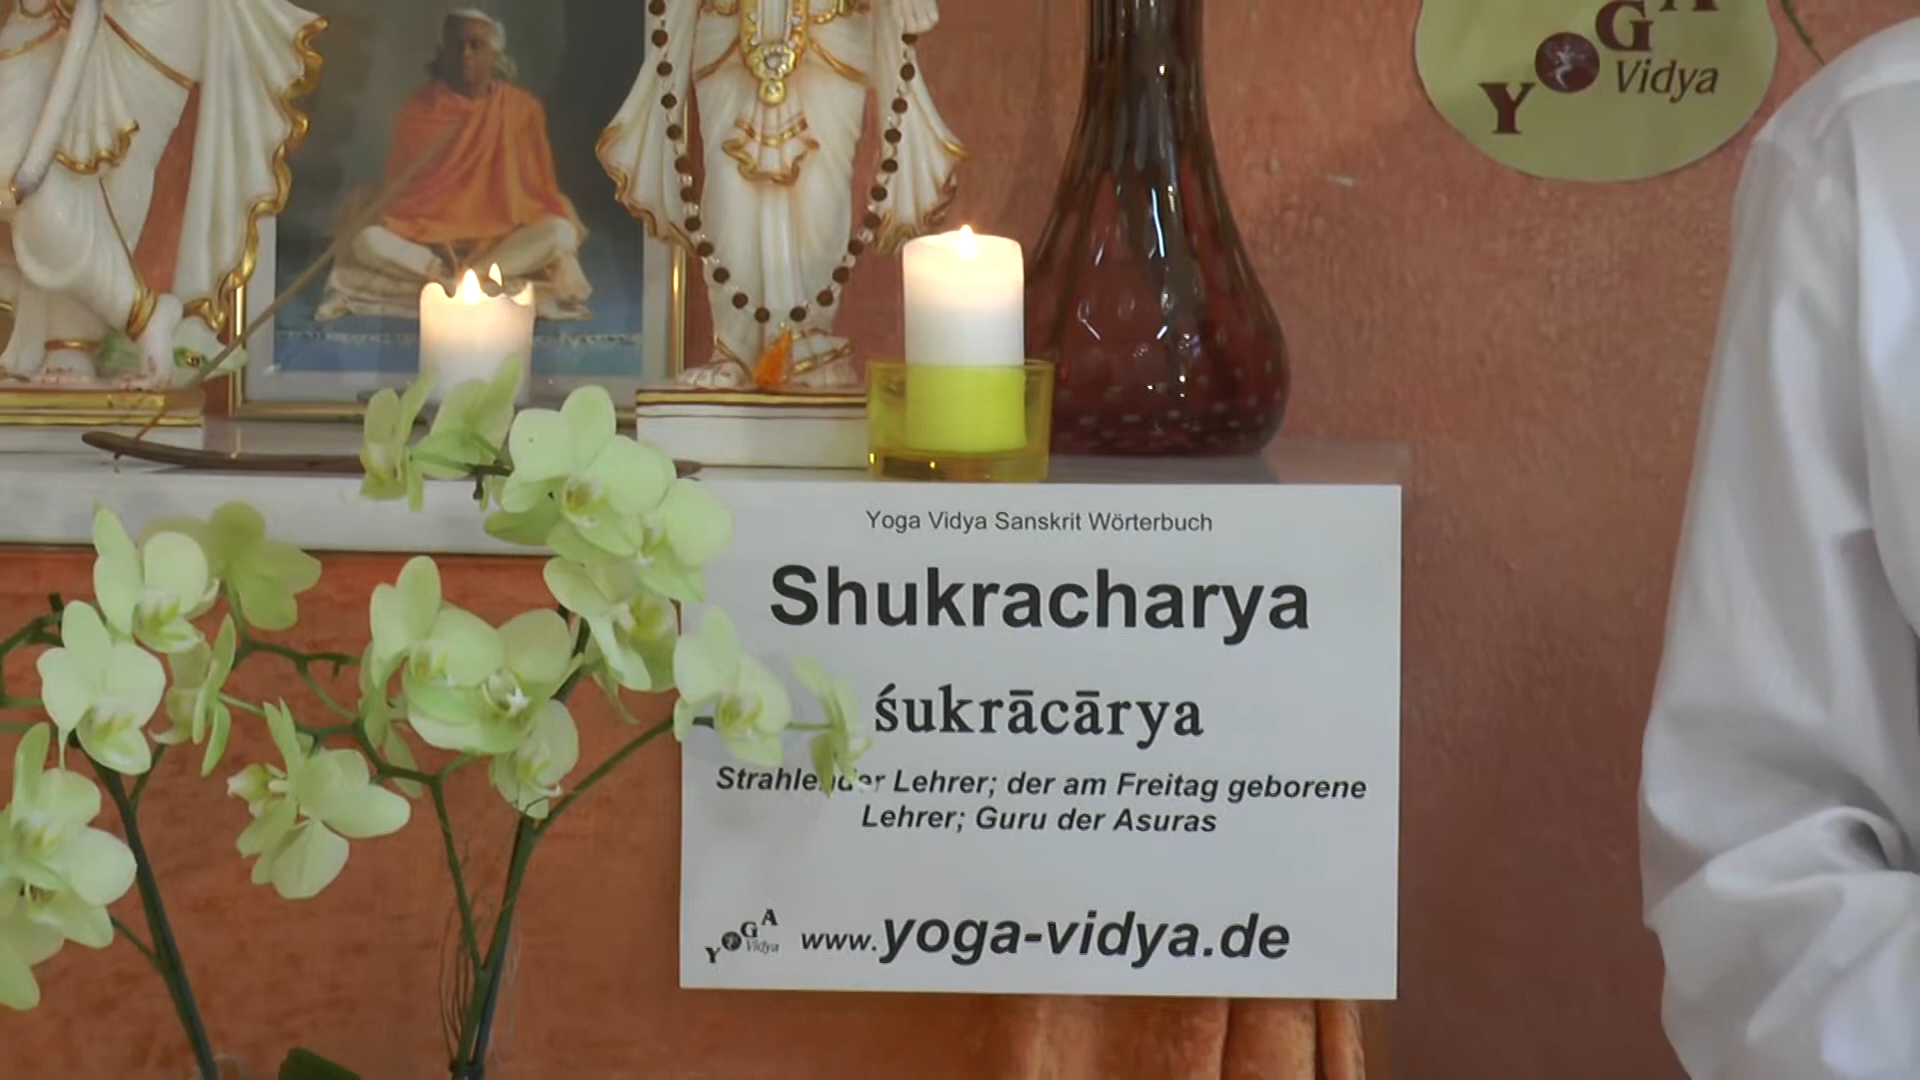 YOGA
Vidya
Yoga Vidya Sanskrit Wörterbuch
Shukracharya
śukrācārya
Strahlender Lehrer; der am Freitag geborene
Lehrer; Guru der Asuras
YOGA
Vidya
www.yoga-vidya.de